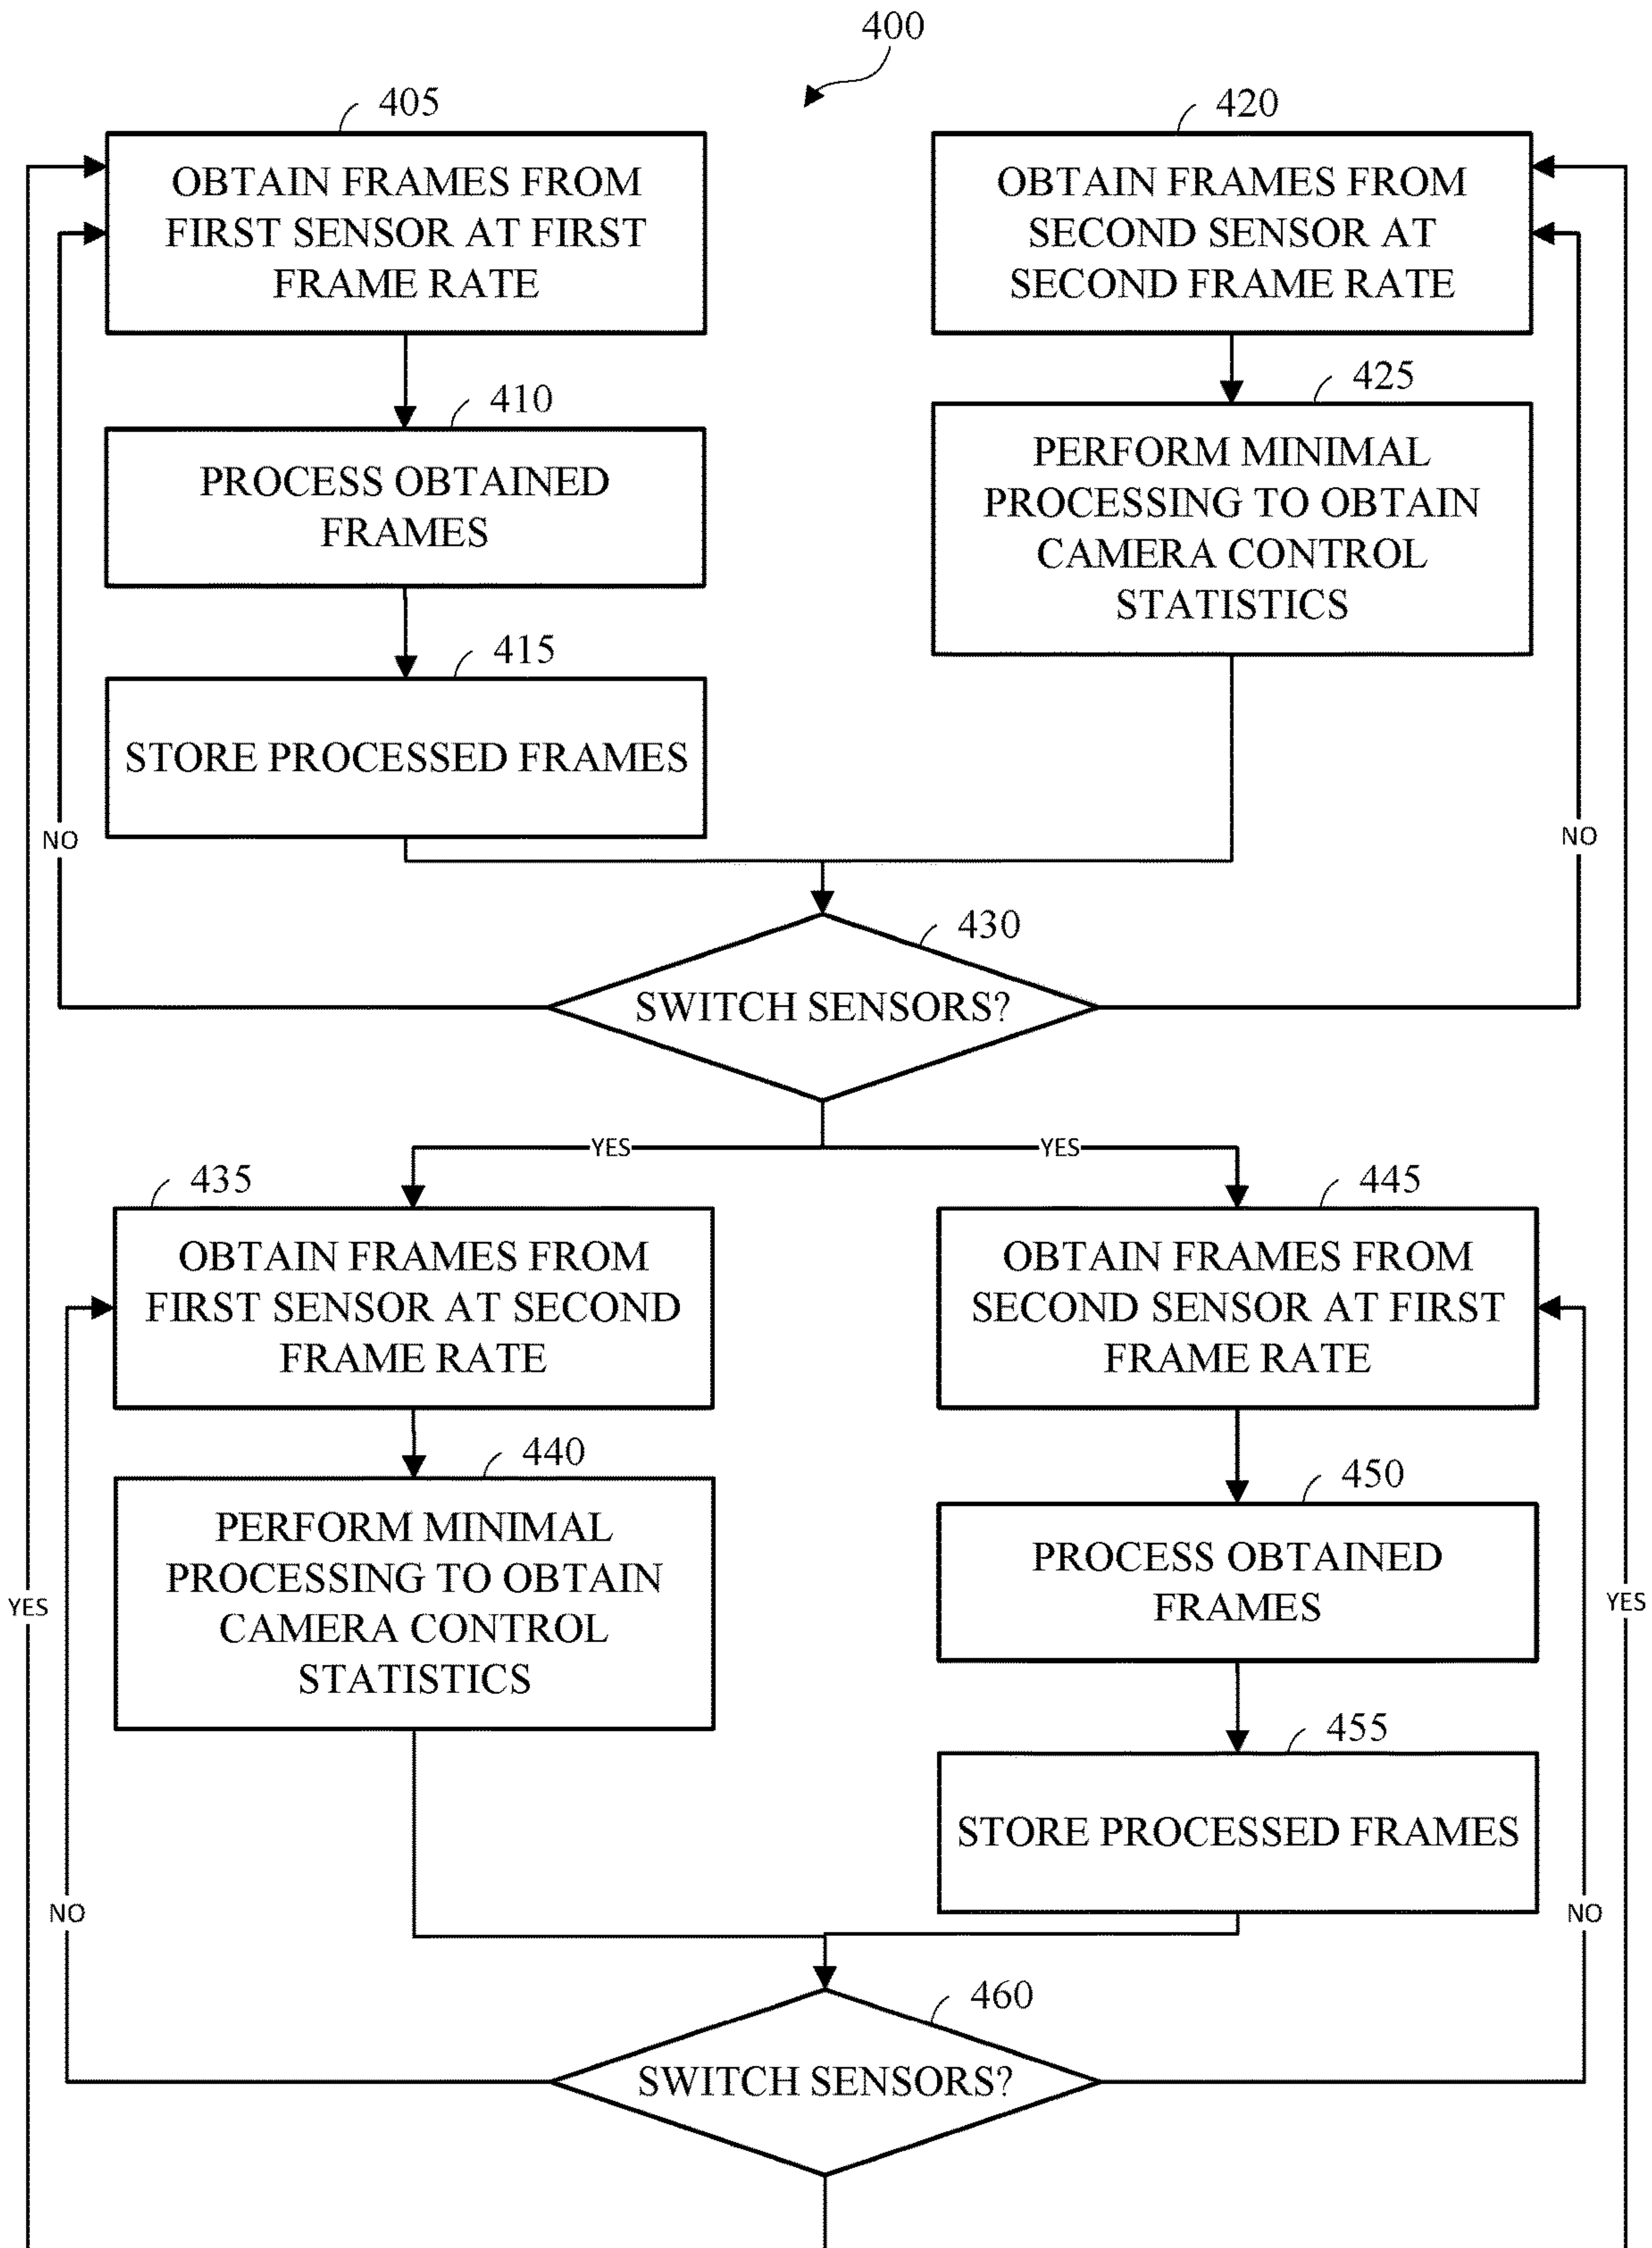 400
405
OBTAIN FRAMES FROM
FIRST SENSOR AT FIRST
FRAME RATE
420
OBTAIN FRAMES FROM
SECOND SENSOR AT
SECOND FRAME RATE
410
PROCESS OBTAINED
FRAMES
425
PERFORM MINIMAL
PROCESSING TO OBTAIN
CAMERA CONTROL
STATISTICS
415
STORE PROCESSED FRAMES
NO
NO
430
SWITCH SENSORS?
YES
YES
435
OBTAIN FRAMES FROM
FIRST SENSOR AT SECOND
FRAME RATE
445
OBTAIN FRAMES FROM
SECOND SENSOR AT FIRST
FRAME RATE
440
PERFORM MINIMAL
PROCESSING TO OBTAIN
CAMERA CONTROL
STATISTICS
450
PROCESS OBTAINED
FRAMES
YES
YES
455
STORE PROCESSED FRAMES
NO
NO
460
SWITCH SENSORS?